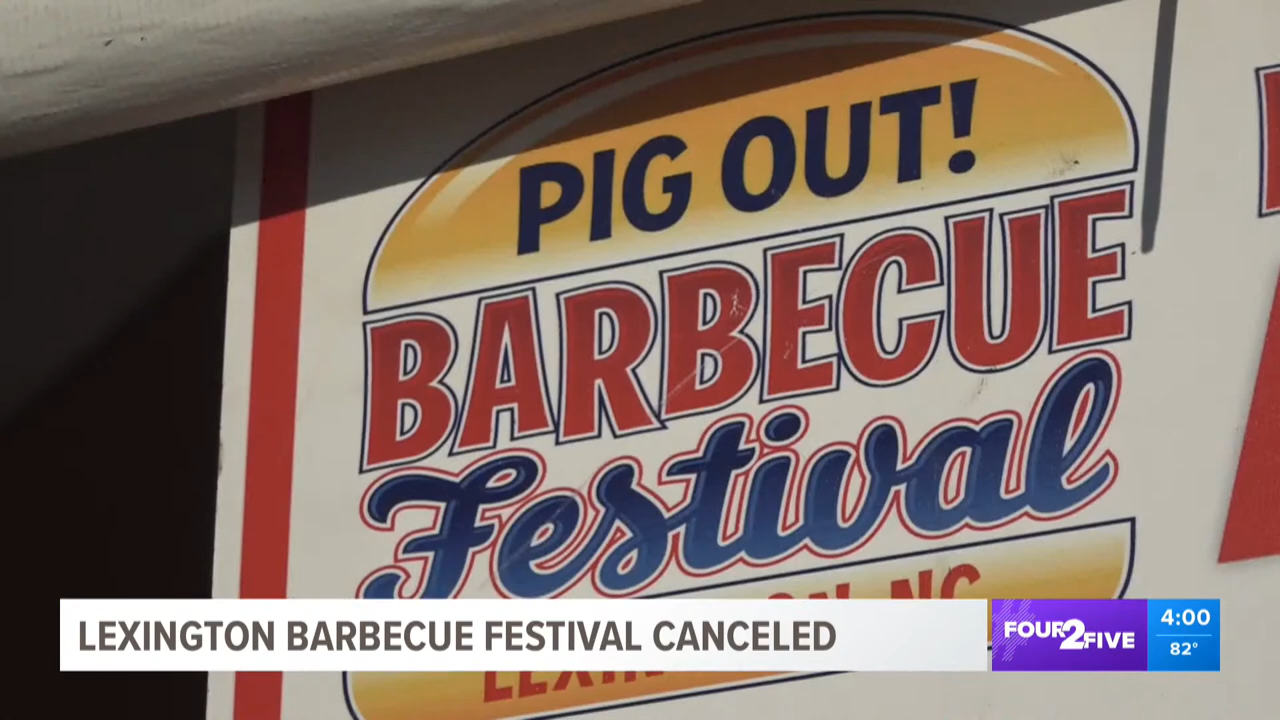 PIG OUT!
BARBECUE
Festival
LEXINGTON BARBECUE FESTIVAL CANCELED
FOUR2FIVE
4:00
82°